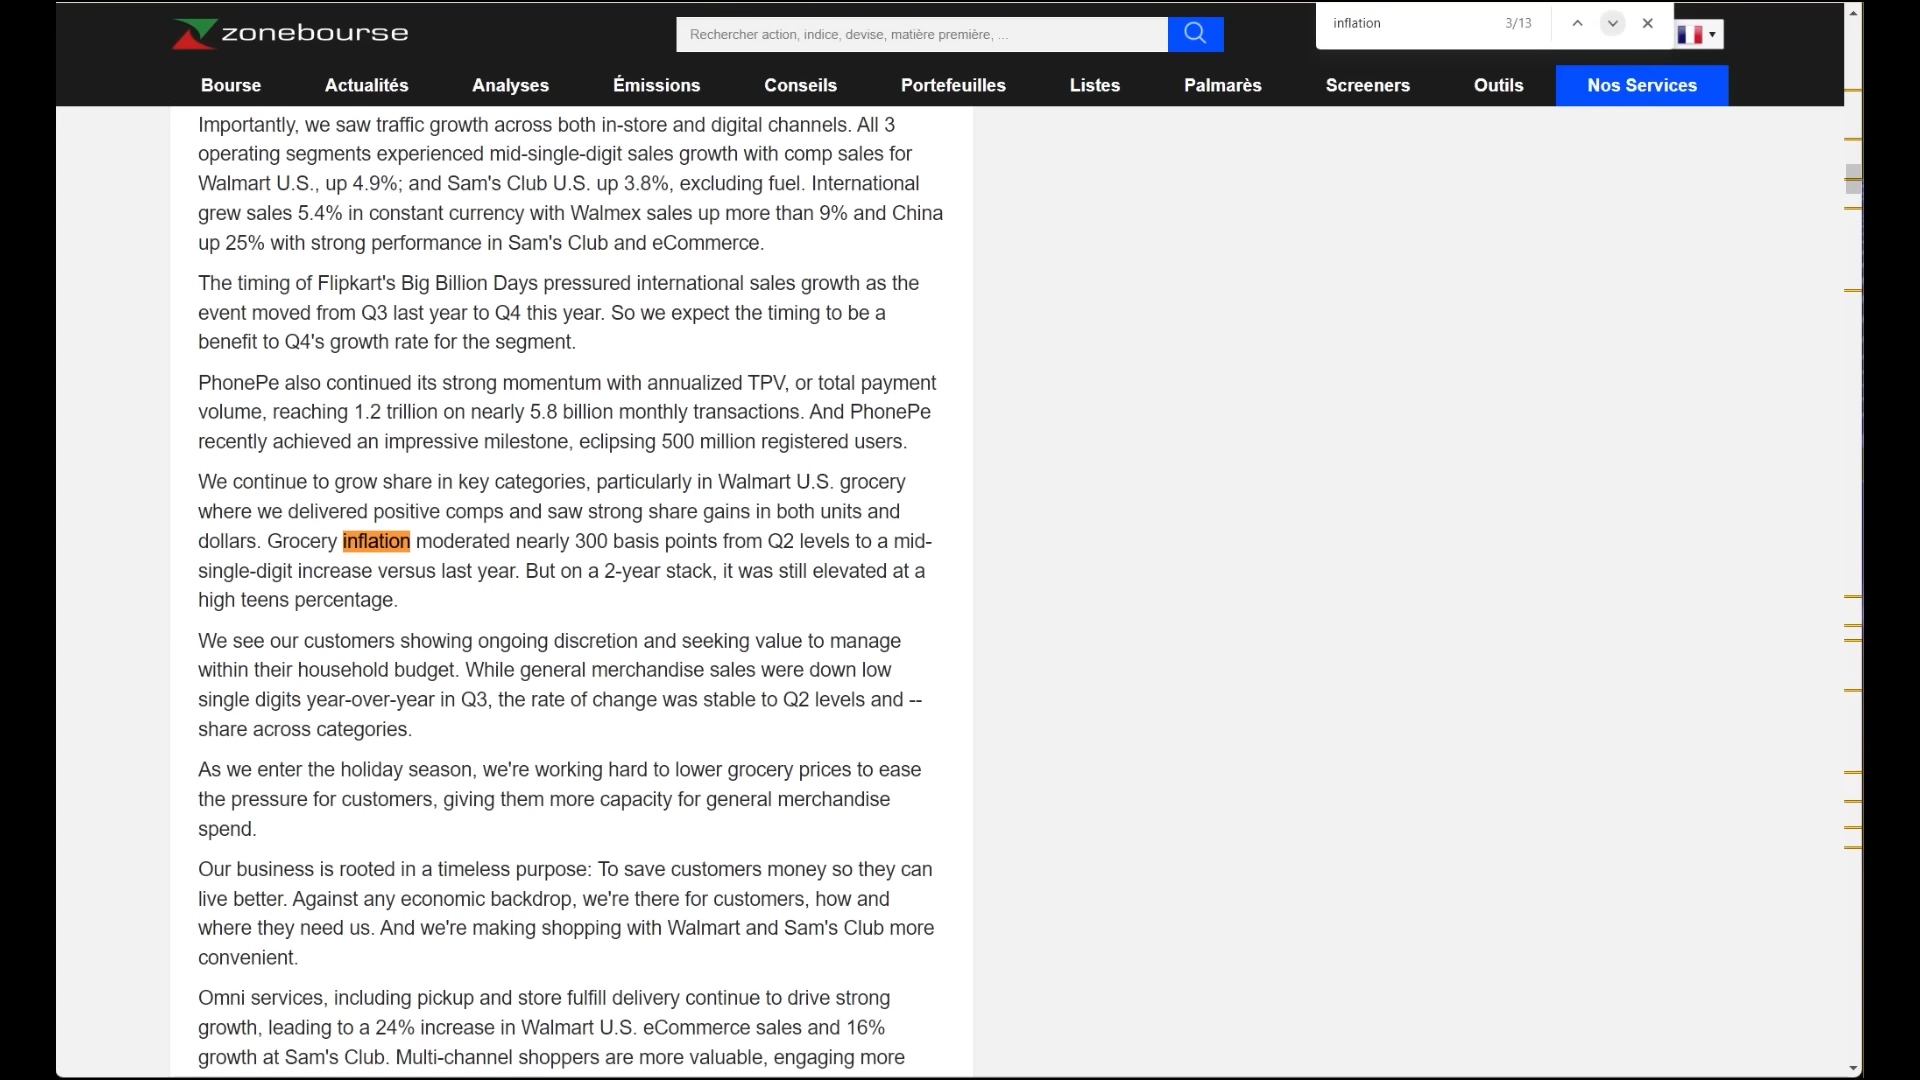 zonebourse
Rechercher action, indice, devise, matière première, ...
inflation 3/13
Bourse Actualités Analyses Émissions Conseils Portefeuilles Listes Palmarès Screeners Outils Nos Services
Importantly, we saw traffic growth across both in-store and digital channels. All 3
operating segments experienced mid-single-digit sales growth with comp sales for
Walmart U.S., up 4.9%; and Sam's Club U.S. up 3.8%, excluding fuel. International
grew sales 5.4% in constant currency with Walmex sales up more than 9% and China
up 25% with strong performance in Sam's Club and eCommerce.
The timing of Flipkart's Big Billion Days pressured international sales growth as the
event moved from Q3 last year to Q4 this year. So we expect the timing to be a
benefit to Q4's growth rate for the segment.
PhonePe also continued its strong momentum with annualized TPV, or total payment
volume, reaching 1.2 trillion on nearly 5.8 billion monthly transactions. And PhonePe
recently achieved an impressive milestone, eclipsing 500 million registered users.
We continue to grow share in key categories, particularly in Walmart U.S. grocery
where we delivered positive comps and saw strong share gains in both units and
dollars. Grocery inflation moderated nearly 300 basis points from Q2 levels to a mid-
single-digit increase versus last year. But on a 2-year stack, it was still elevated at a
high teens percentage.
We see our customers showing ongoing discretion and seeking value to manage
within their household budget. While general merchandise sales were down low
single digits year-over-year in Q3, the rate of change was stable to Q2 levels and --
share across categories.
As we enter the holiday season, we're working hard to lower grocery prices to ease
the pressure for customers, giving them more capacity for general merchandise
spend.
Our business is rooted in a timeless purpose: To save customers money so they can
live better. Against any economic backdrop, we're there for customers, how and
where they need us. And we're making shopping with Walmart and Sam's Club more
convenient.
Omni services, including pickup and store fulfill delivery continue to drive strong
growth, leading to a 24% increase in Walmart U.S. eCommerce sales and 16%
growth at Sam's Club. Multi-channel shoppers are more valuable, engaging more